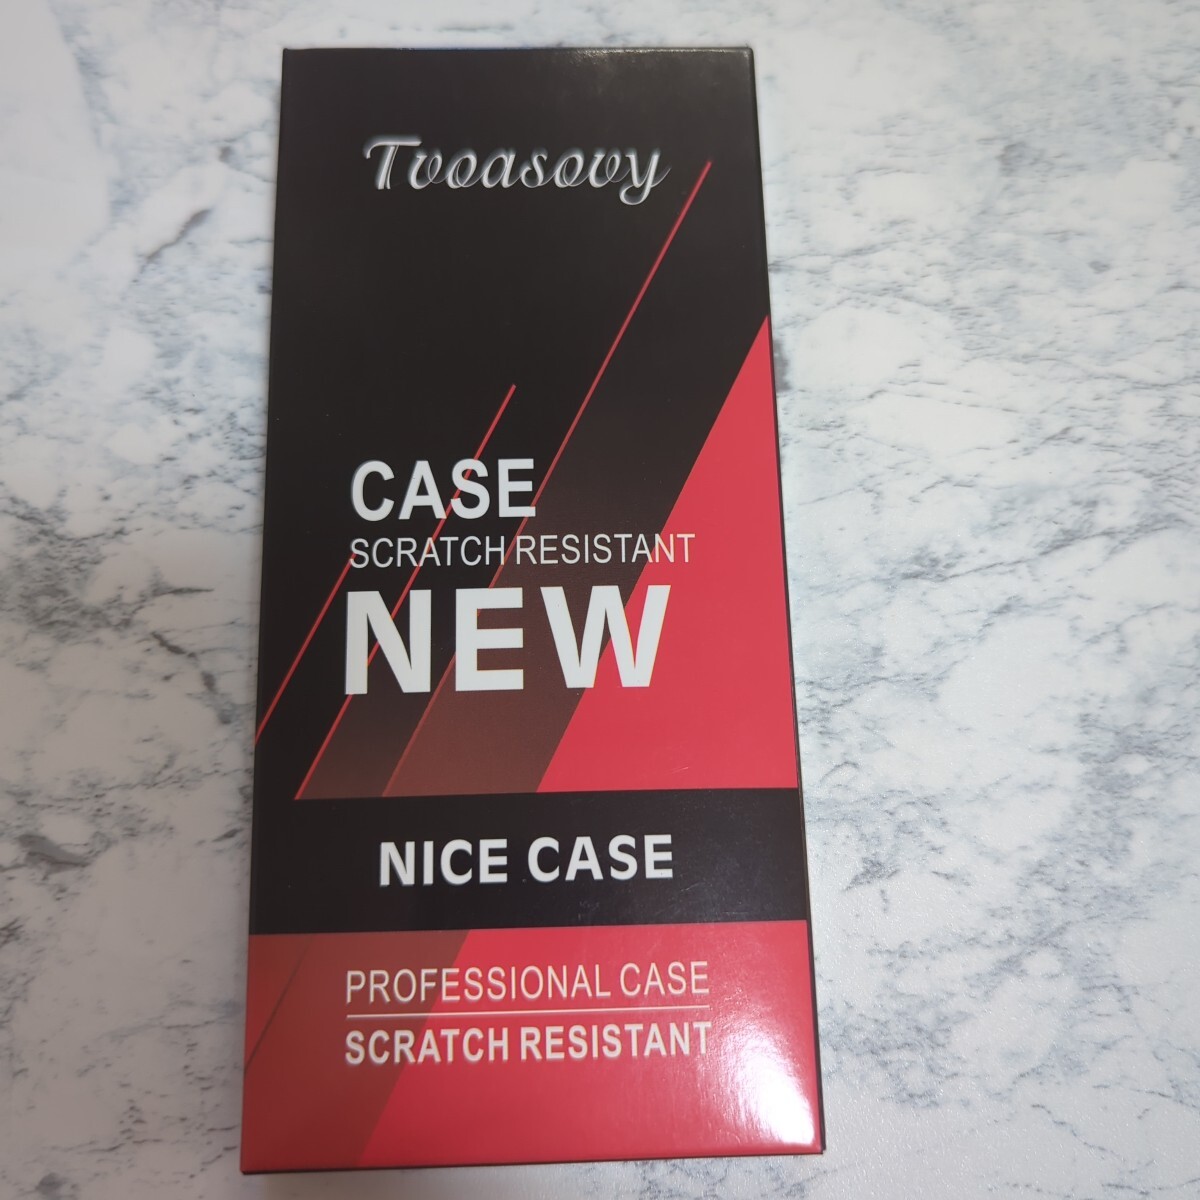 Tvoasovy
CASE
SCRATCH RESISTANT
NEW
NICE CASE
PROFESSIONAL CASE
SCRATCH RESISTANT